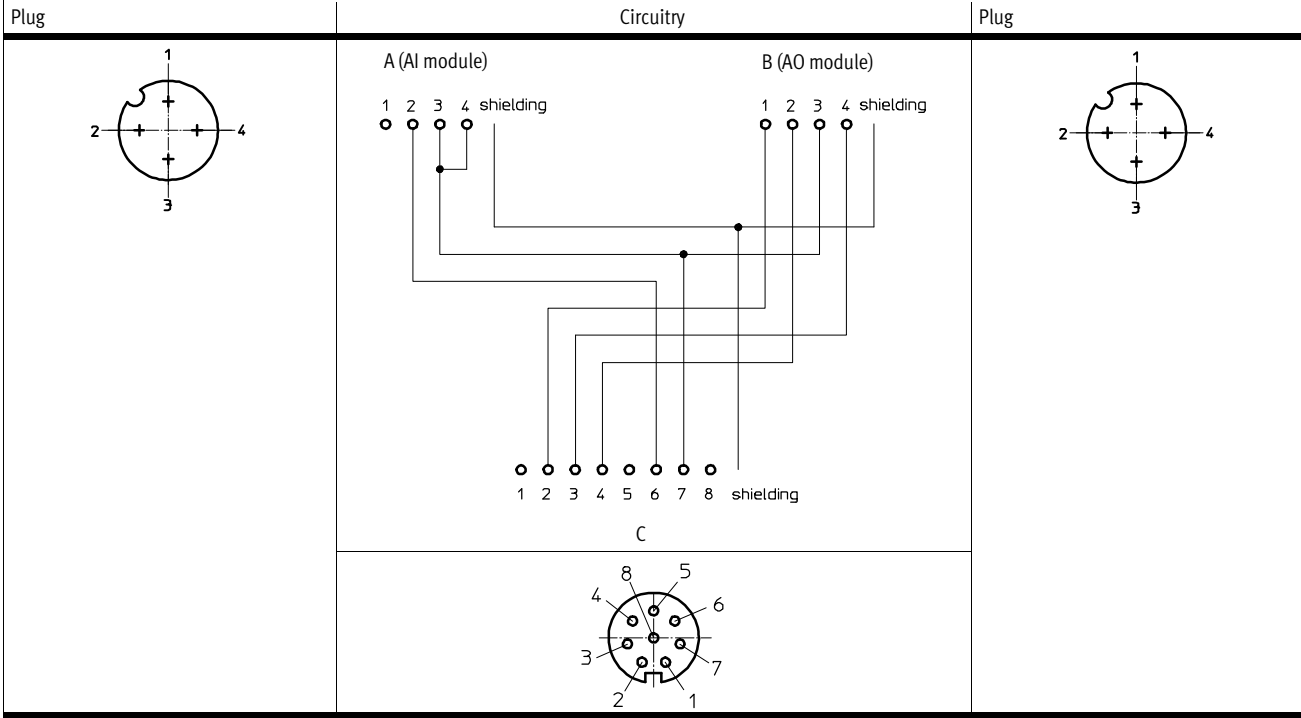 Plug Circuitry Plug
A (AI module) B (AO module)
1 2 3 4 shielding 1 2 3 4 shielding
1
2 4
3
1
2 4
3
1 2 3 4 5 6 7 8 shielding
C
8 5
4 6
3 7
2 1